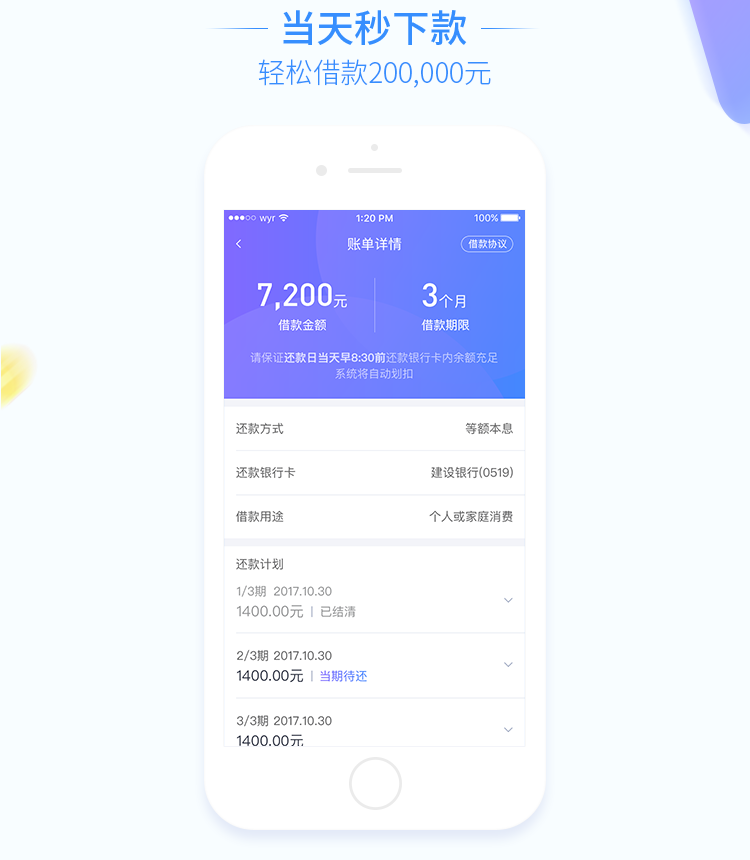 当天秒下款
轻松借款200,000元
wyr 1:20 PM 100%
账单详情 借款协议
7,200元 3个月
借款金额 借款期限
请保证还款日当天早8:30前还款银行卡内余额充足
系统将自动划扣
还款方式 等额本息
还款银行卡 建设银行(0519)
借款用途 个人或家庭消费
还款计划
1/3期 2017.10.30
1400.00元 | 已结清
2/3期 2017.10.30
1400.00元 | 当期待还
3/3期 2017.10.30
1400.00元